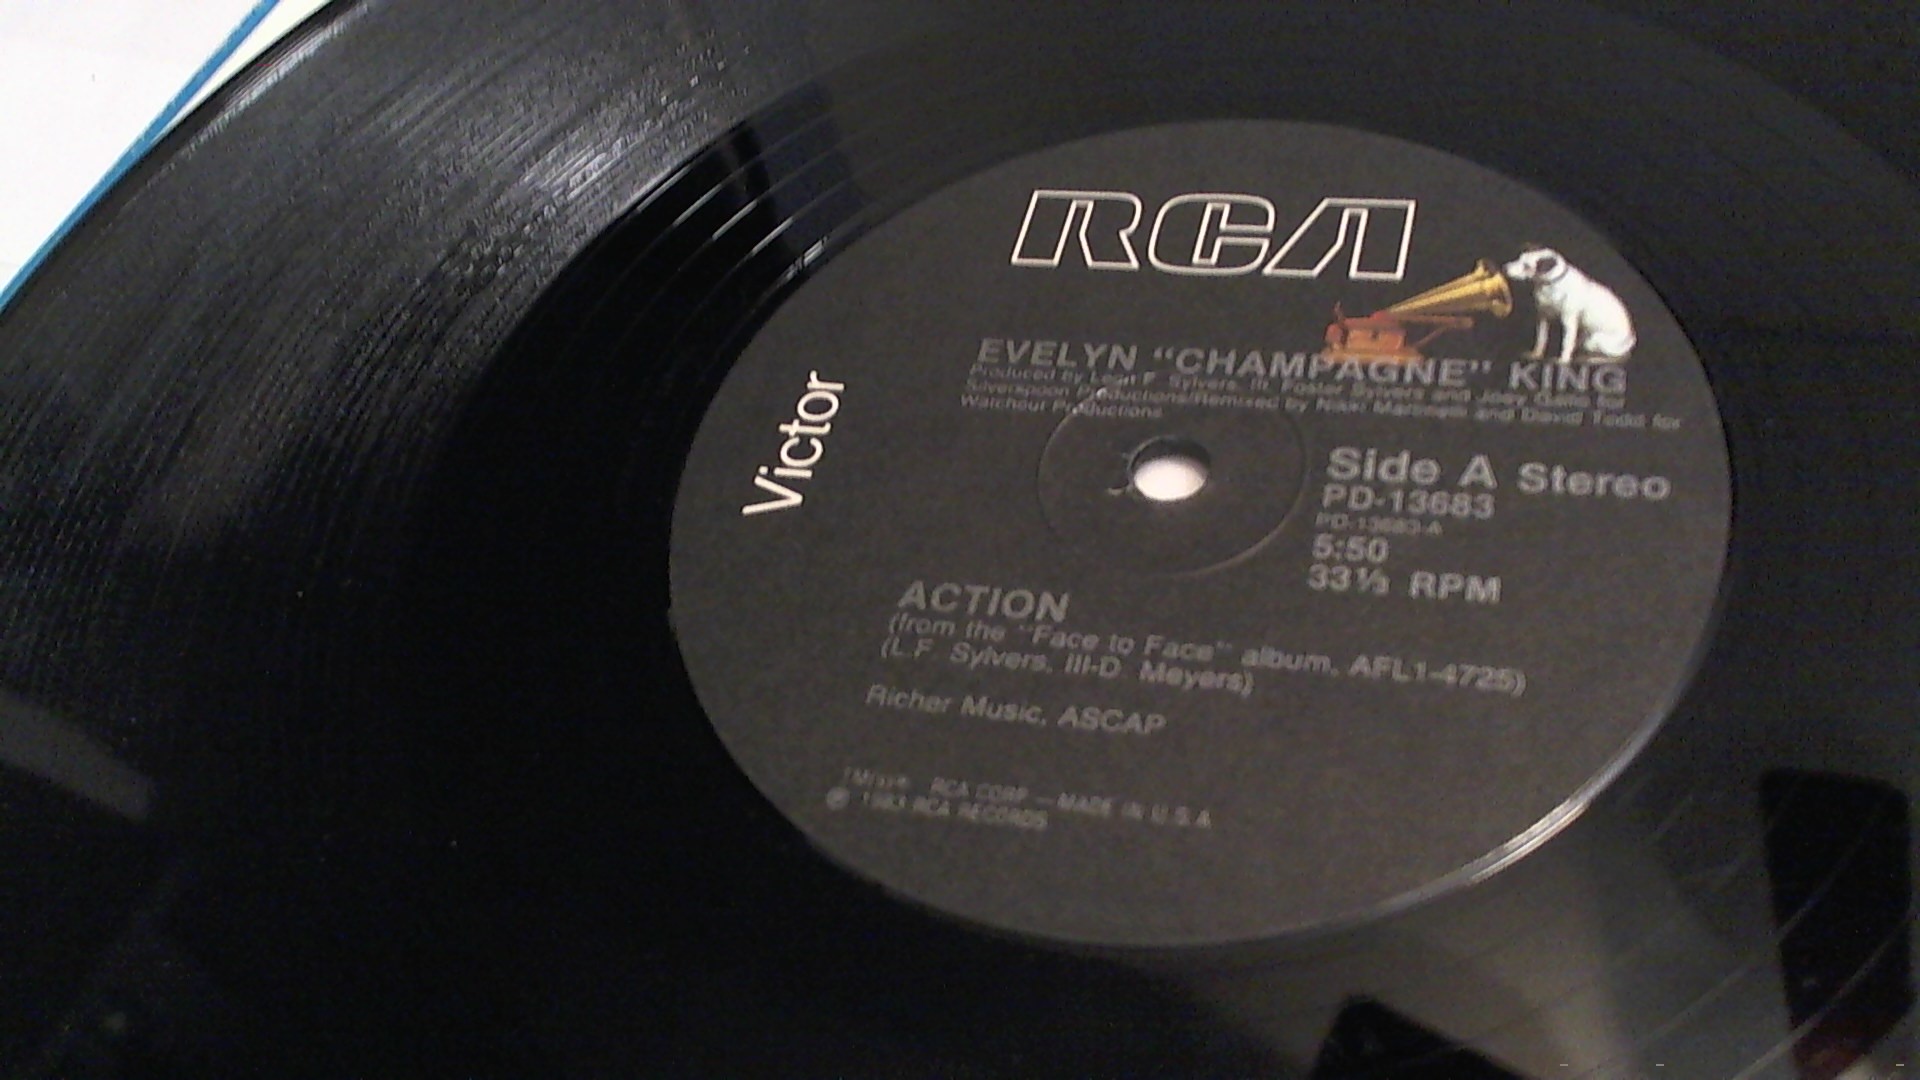 RCA
Victor
EVELYN "CHAMPAGNE" KING
Produced by Leon F. Sylvers, III, Foster Sylvers and Joey Gallo for
Silverspoon Productions/Remixed by Nikki Martinelli and David Todd for
Watchout Productions
Side A Stereo
PD-13683
PD-13683-A
5:50
33⅓ RPM
ACTION
(from the "Face to Face" album, AFL1-4725)
(L.F. Sylvers, III-D. Meyers)
Richer Music, ASCAP
RCA CORP.—MADE IN U.S.A.
℗ 1983 RCA RECORDS